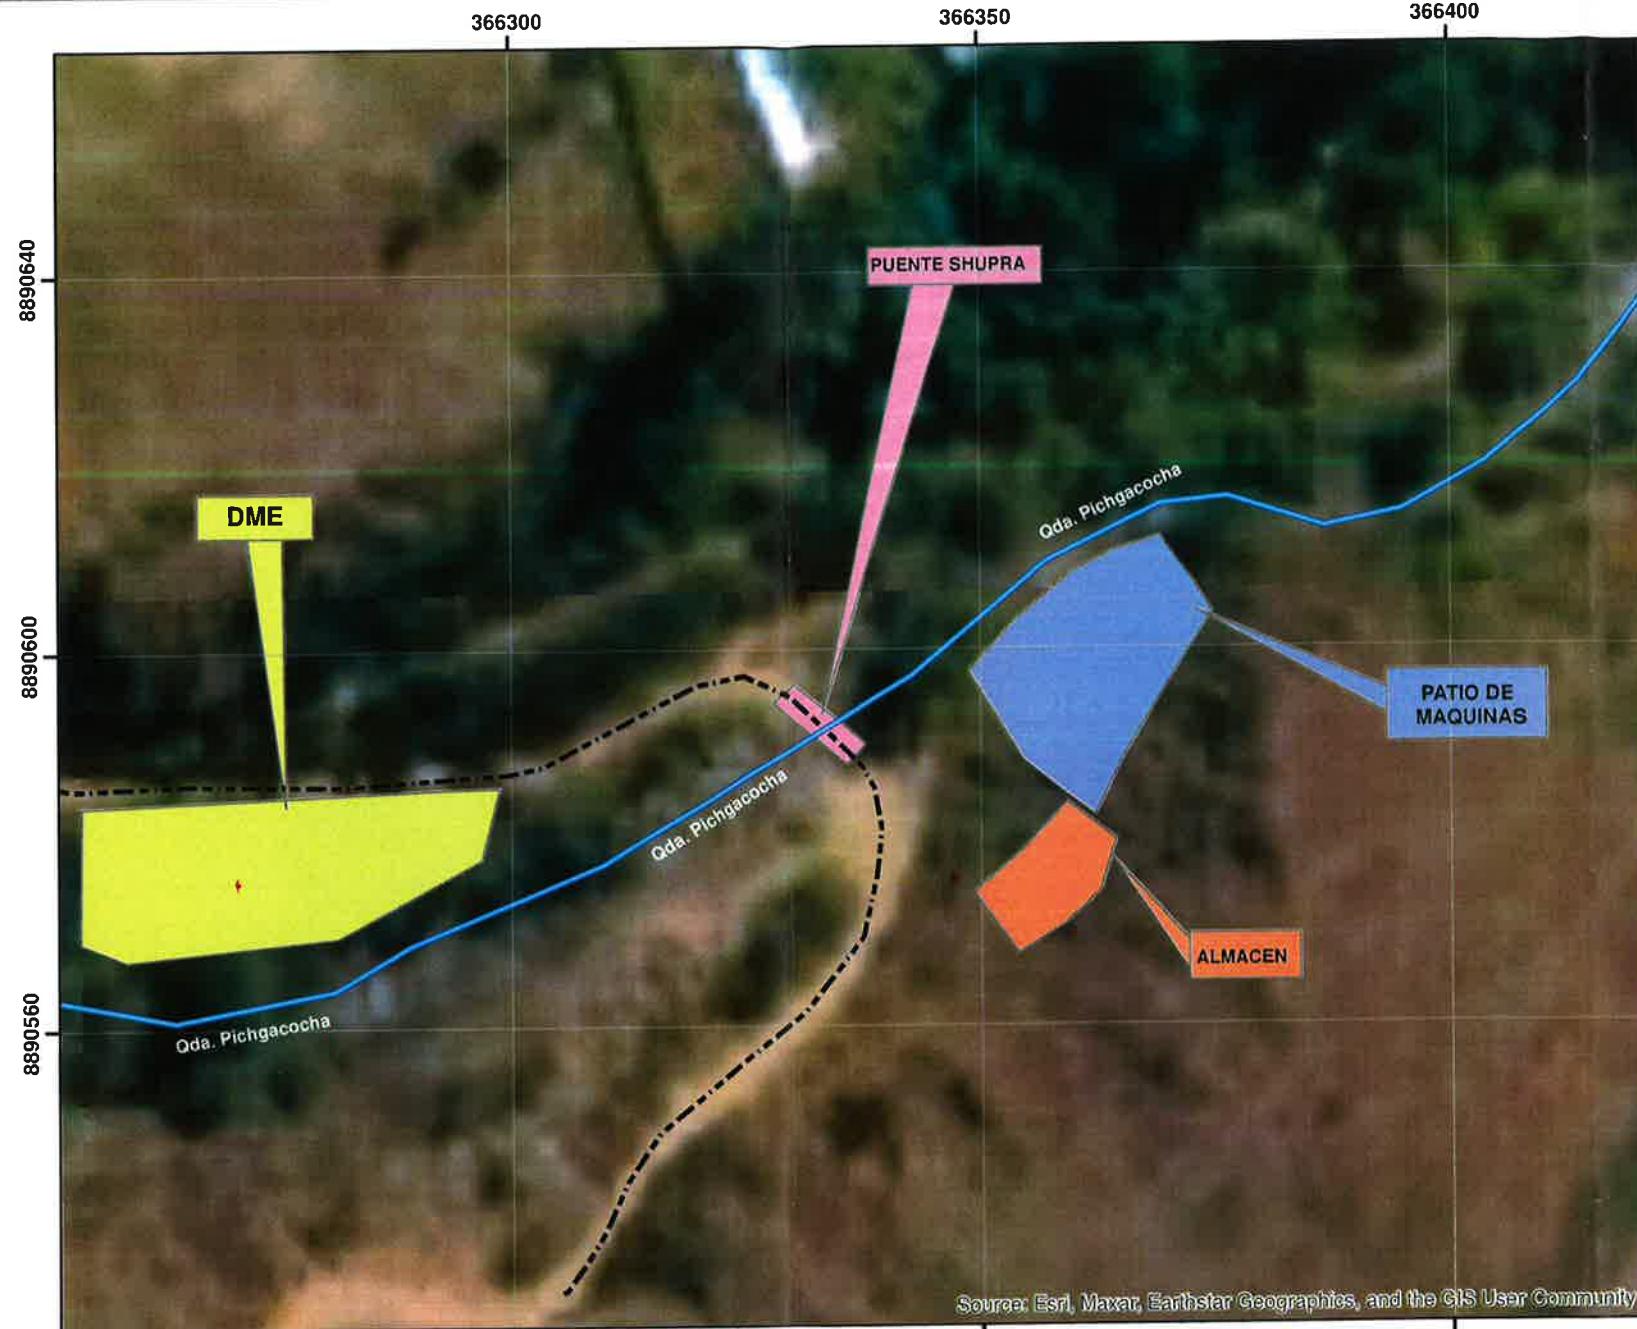 366300
366350
366400
8890640
PUENTE SHUPRA
Qda. Pichgacocha
DME
8890600
PATIO DE
MAQUINAS
Qda. Pichgacocha
ALMACEN
8890560
Qda. Pichgacocha
Source: Esri, Maxar, Earthstar Geographics, and the GIS User Community